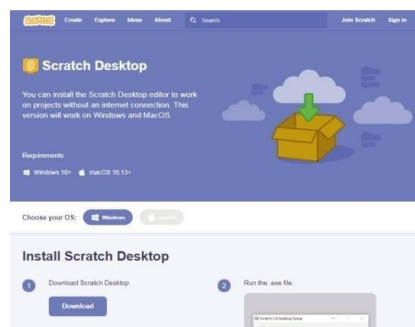 SCRATCH Create Explore Ideas About Search Join Scratch Sign in
Scratch Desktop
You can install the Scratch Desktop editor to work
on projects without an internet connection. This
version will work on Windows and MacOS.
Requirements
Windows 10+ macOS 10.13+
Choose your OS: Windows
Install Scratch Desktop
1 Download Scratch Desktop 2 Run the .exe file.
Download